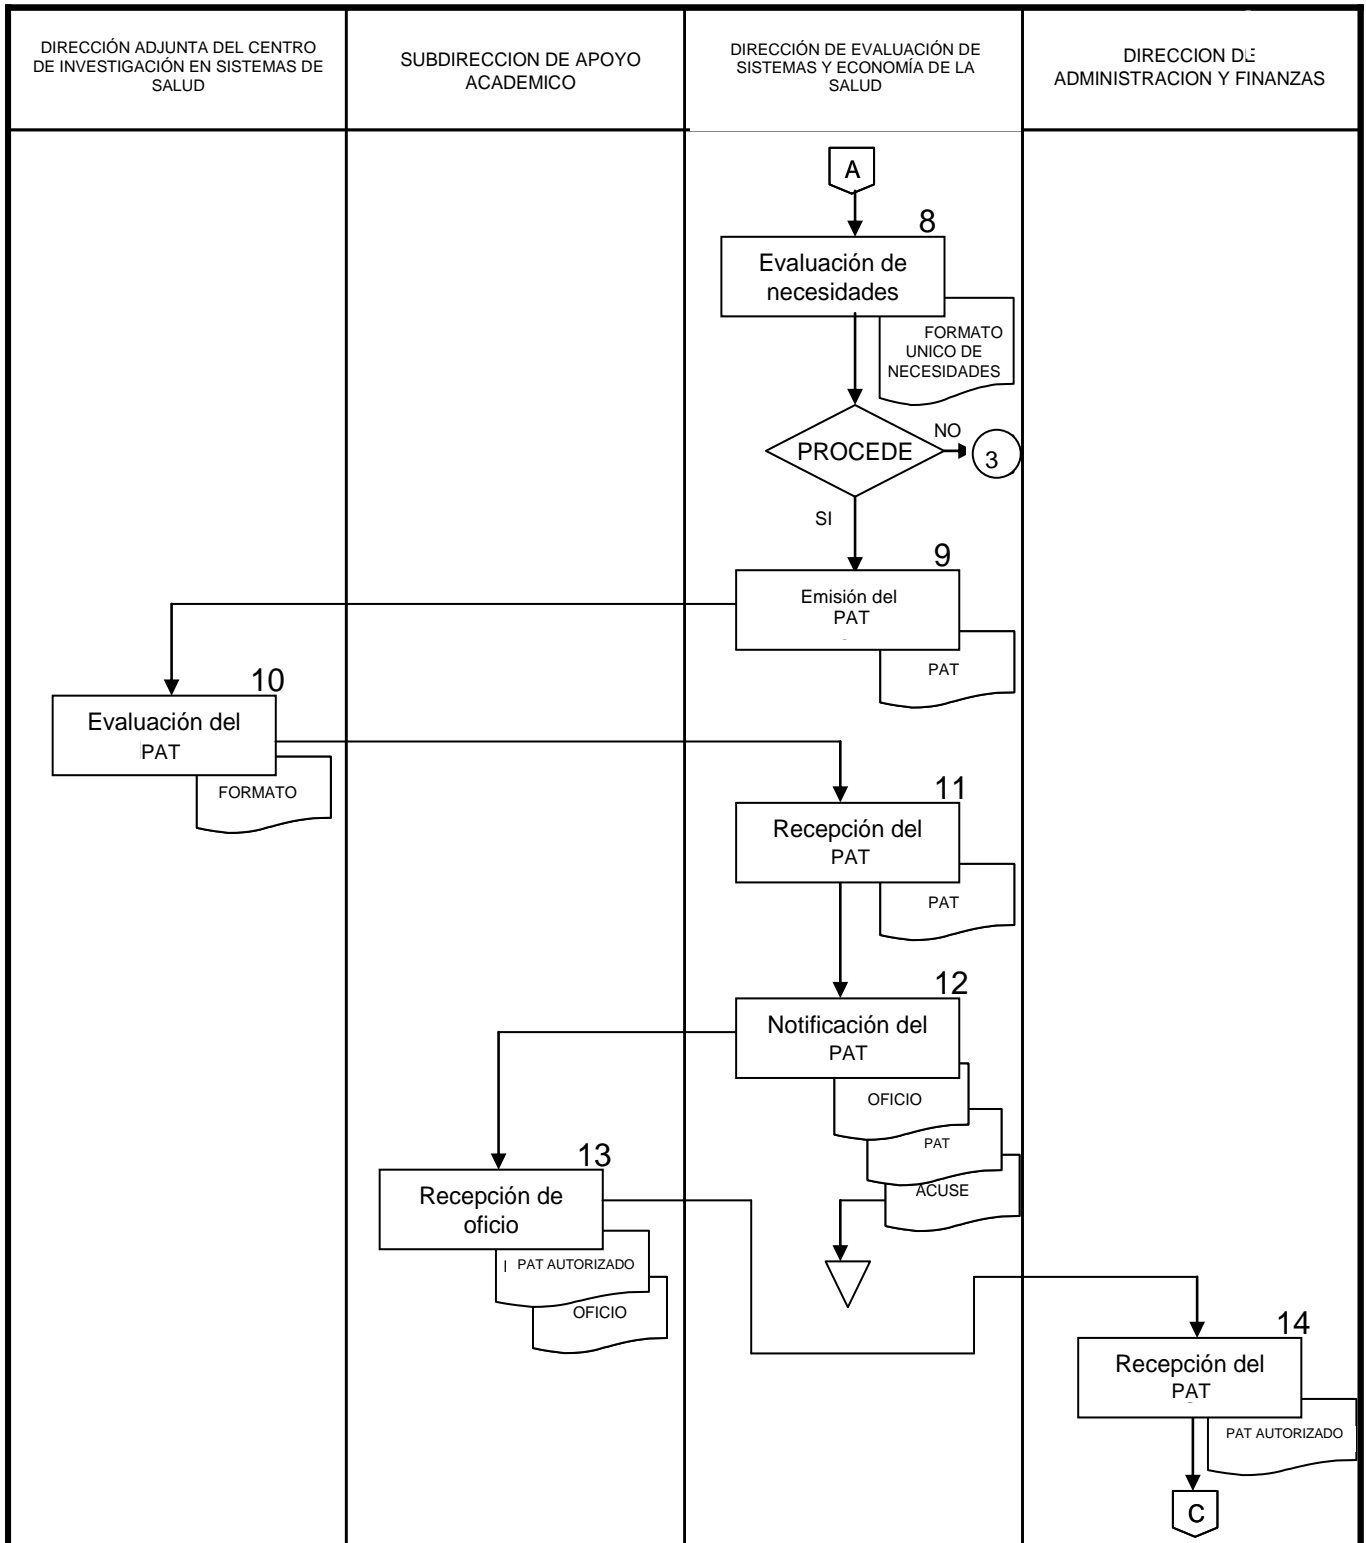 DIRECCIÓN ADJUNTA DEL CENTRO
DE INVESTIGACIÓN EN SISTEMAS DE
SALUD
SUBDIRECCION DE APOYO
ACADEMICO
DIRECCIÓN DE EVALUACIÓN DE
SISTEMAS Y ECONOMÍA DE LA
SALUD
DIRECCION DE
ADMINISTRACION Y FINANZAS
A
8
Evaluación de
necesidades
FORMATO
UNICO DE
NECESIDADES
PROCEDE
NO
3
SI
9
Emisión del
PAT
PAT
10
Evaluación del
PAT
FORMATO
11
Recepción del
PAT
PAT
12
Notificación del
PAT
OFICIO
PAT
ACUSE
13
Recepción de
oficio
PAT AUTORIZADO
OFICIO
14
Recepción del
PAT
PAT AUTORIZADO
C